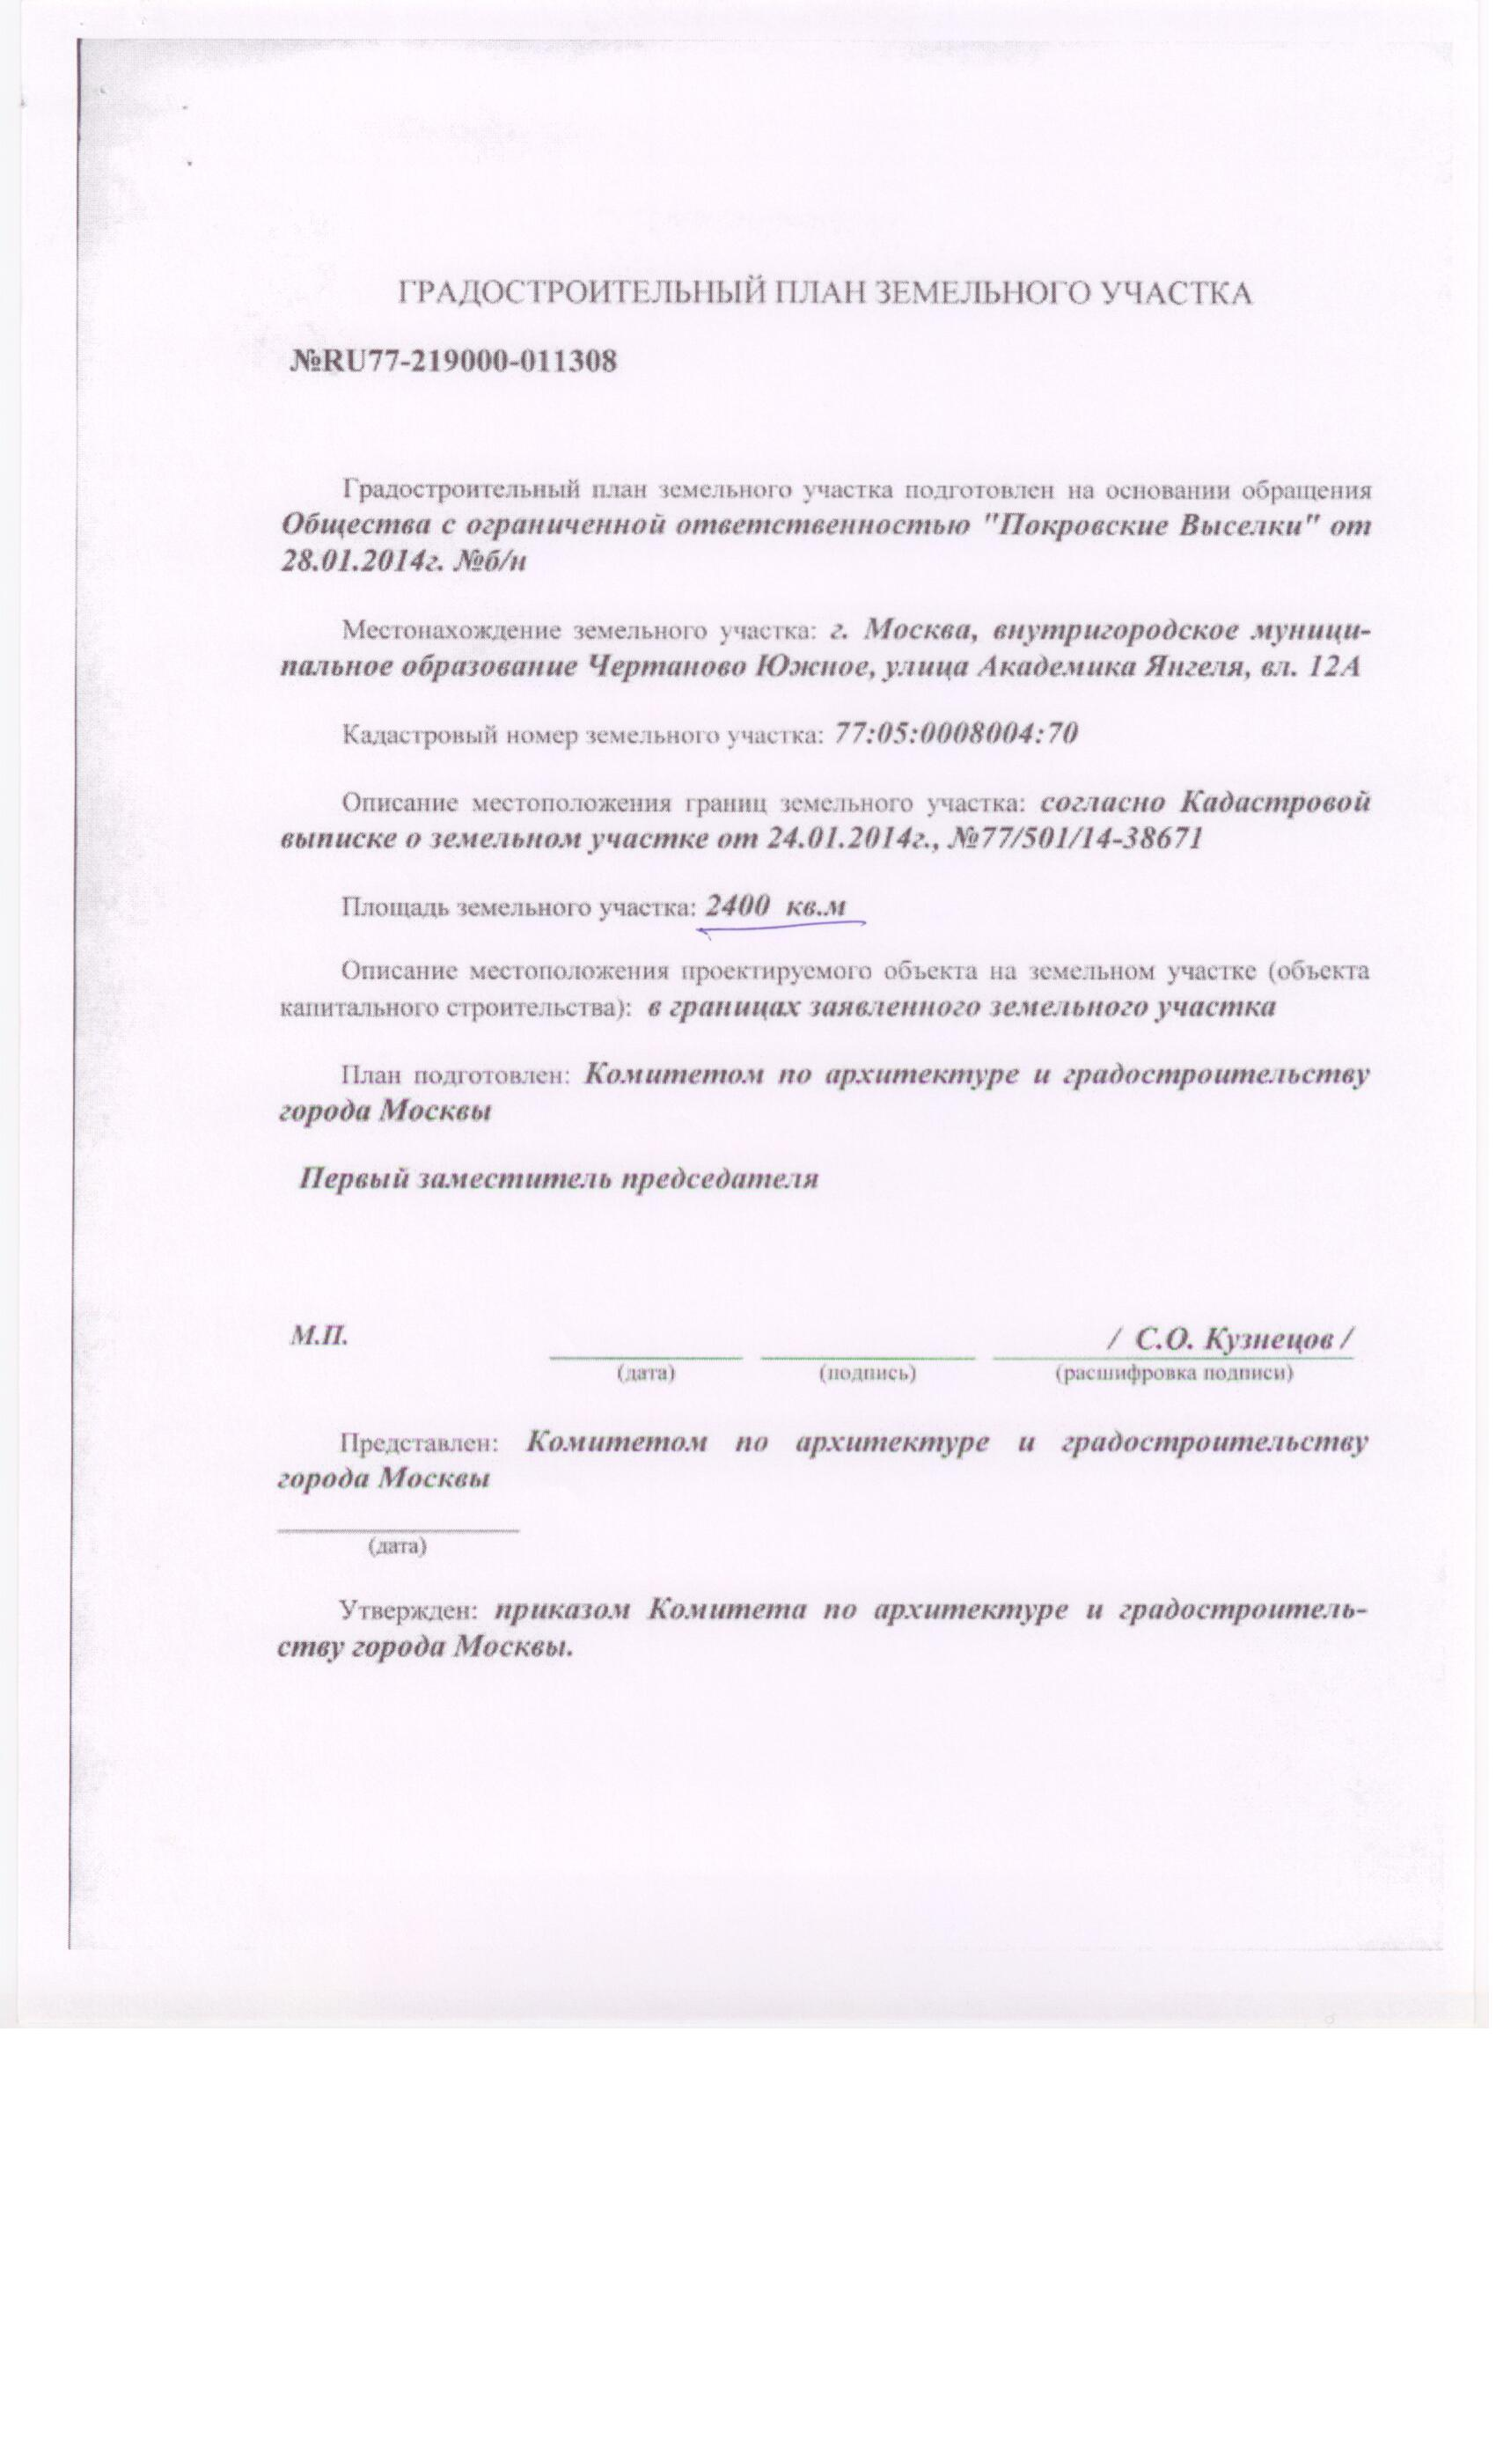 ГРАДОСТРОИТЕЛЬНЫЙ ПЛАН ЗЕМЕЛЬНОГО УЧАСТКА
№RU77-219000-011308
Градостроительный план земельного участка подготовлен на основании обращения
Общества с ограниченной ответственностью "Покровские Выселки" от
28.01.2014г. №б/н
Местонахождение земельного участка: г. Москва, внутригородское муници-
пальное образование Чертаново Южное, улица Академика Янгеля, вл. 12А
Кадастровый номер земельного участка: 77:05:0008004:70
Описание местоположения границ земельного участка: согласно Кадастровой
выписке о земельном участке от 24.01.2014г., №77/501/14-38671
Площадь земельного участка: 2400 кв.м
Описание местоположения проектируемого объекта на земельном участке (объекта
капитального строительства): в границах заявленного земельного участка
План подготовлен: Комитетом по архитектуре и градостроительству
города Москвы
Первый заместитель председателя
М.П. / С.О. Кузнецов /
(дата) (подпись) (расшифровка подписи)
Представлен: Комитетом по архитектуре и градостроительству
города Москвы
(дата)
Утвержден: приказом Комитета по архитектуре и градостроитель-
ству города Москвы.